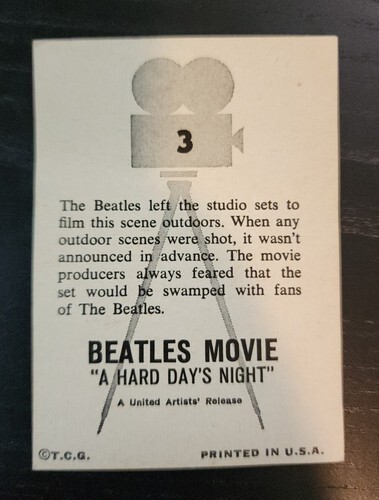 3
The Beatles left the studio sets to
film this scene outdoors. When any
outdoor scenes were shot, it wasn't
announced in advance. The movie
producers always feared that the
set would be swamped with fans
of The Beatles.
BEATLES MOVIE
"A HARD DAY'S NIGHT"
A United Artists' Release
©T.C.G. PRINTED IN U.S.A.